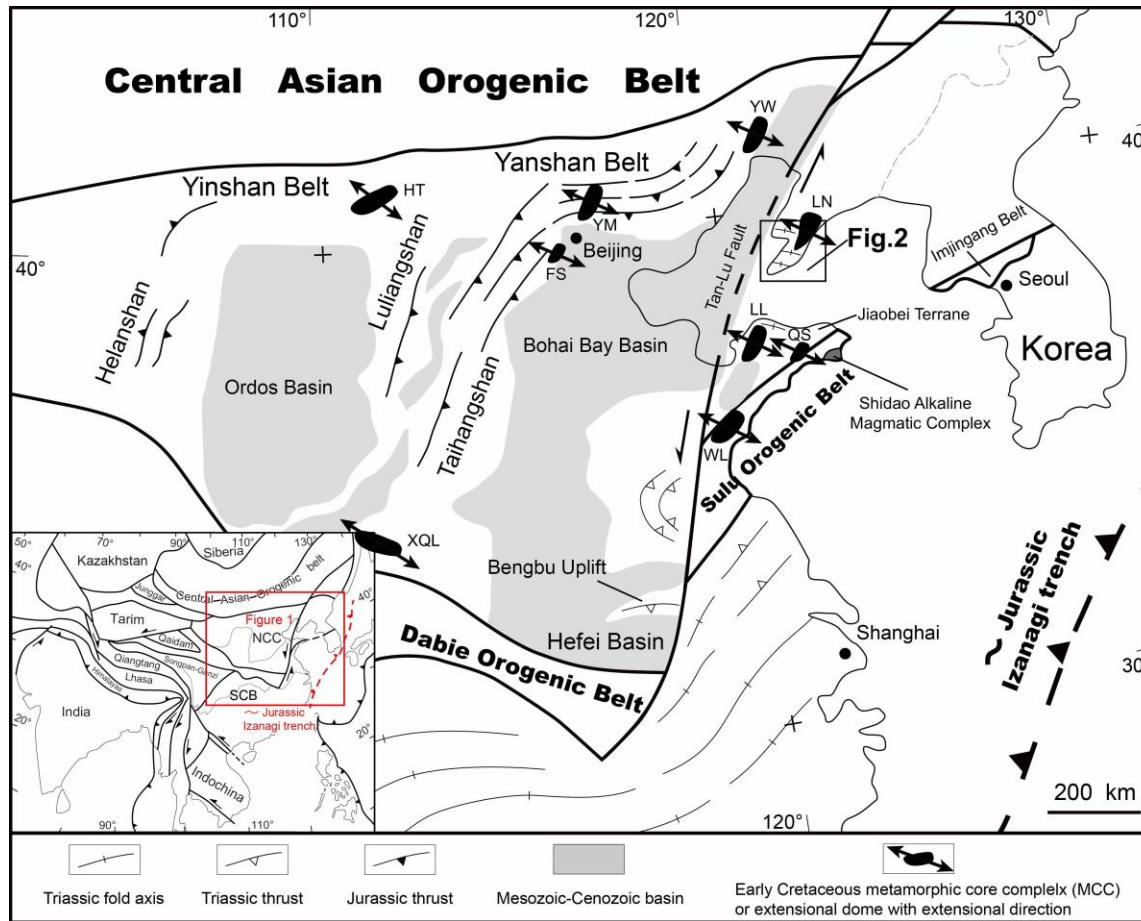 110°
120°
130°
Central Asian Orogenic Belt
YW
40°
Yanshan Belt
Yinshan Belt
HT
YM
LN
Fig.2
Beijing
FS
Imjingang Belt
Tan-Lu Fault
40°
Seoul
Helanshan
Luliangshan
Taihangshan
LL
QS
Jiaobei Terrane
Bohai Bay Basin
Korea
Ordos Basin
Shidao Alkaline
Magmatic Complex
WL
Sulu Orogenic Belt
XQL
Bengbu Uplift
Hefei Basin
Shanghai
Dabie Orogenic Belt
~ Jurassic
Izanagi trench
30
200 km
120°
50°
70°
90°
110°
130°
40°
Kazakhstan
Siberia
Junggar
Central Asian Orogenic belt
40°
Tarim
Figure 1
NCC
Qaidam
Qiangtang
Songpan-Ganzi
Lhasa
Himalayas
SCB
India
20°
~ Jurassic
Izanagi trench
20°
Indochina
90°
110°
Triassic fold axis
Triassic thrust
Jurassic thrust
Mesozoic-Cenozoic basin
Early Cretaceous metamorphic core complelx (MCC)
or extensional dome with extensional direction